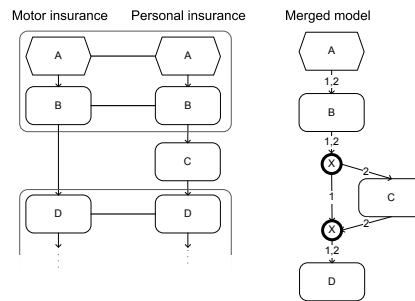 Motor insurance Personal insurance Merged model
A A A
1,2
B B B
1,2
X 2
C 1 C
2
X
1,2
D D D